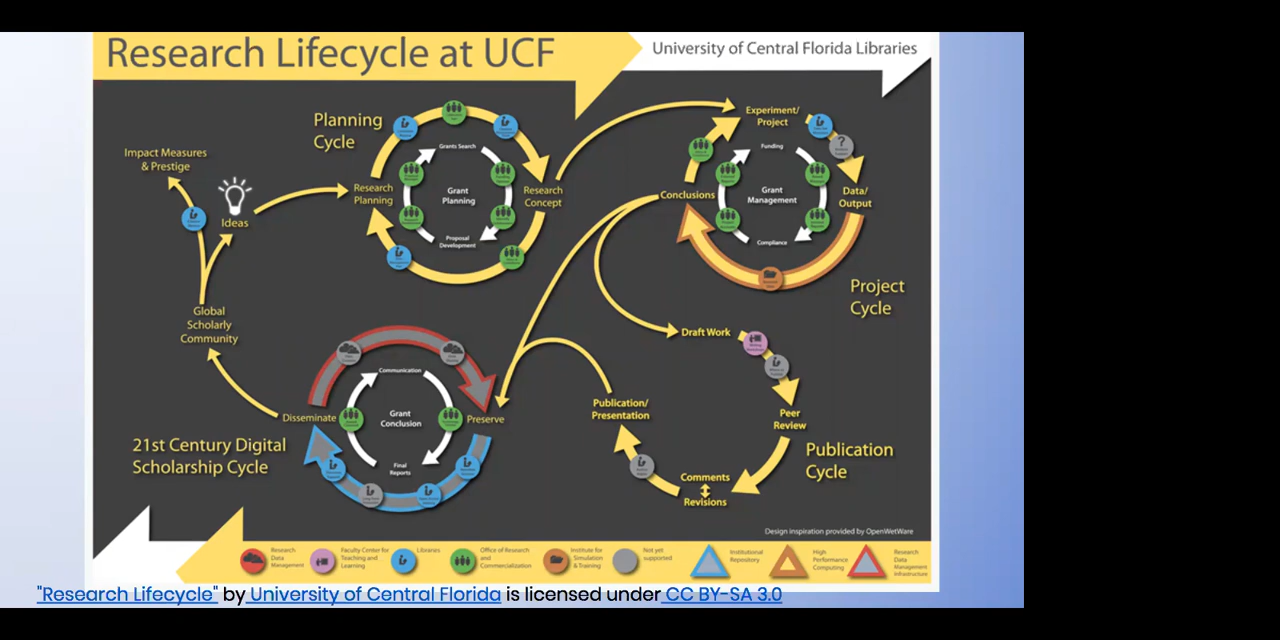 Research Lifecycle at UCF
University of Central Florida Libraries
Planning
Cycle
Impact Measures
& Prestige
Ideas
Research
Planning
Grants Search
Grant
Planning
Proposal
Development
Research
Concept
Experiment/
Project
Funding
Grant
Management
Compliance
Conclusions
Data/
Output
Project
Cycle
Global
Scholarly
Community
Draft Work
Communication
Grant
Conclusion
Final
Reports
Disseminate
Preserve
21st Century Digital
Scholarship Cycle
Publication/
Presentation
Peer
Review
Publication
Cycle
Comments
Revisions
Design inspiration provided by OpenWetWare
Research
Data
Management
Faculty Center for
Teaching and
Learning
Libraries
Office of Research
and
Commercialization
Institute for
Simulation
& Training
Not yet
supported
Institutional
Repository
High
Performance
Computing
Research
Data
Management
Infrastructure
"Research Lifecycle" by University of Central Florida is licensed under CC BY-SA 3.0